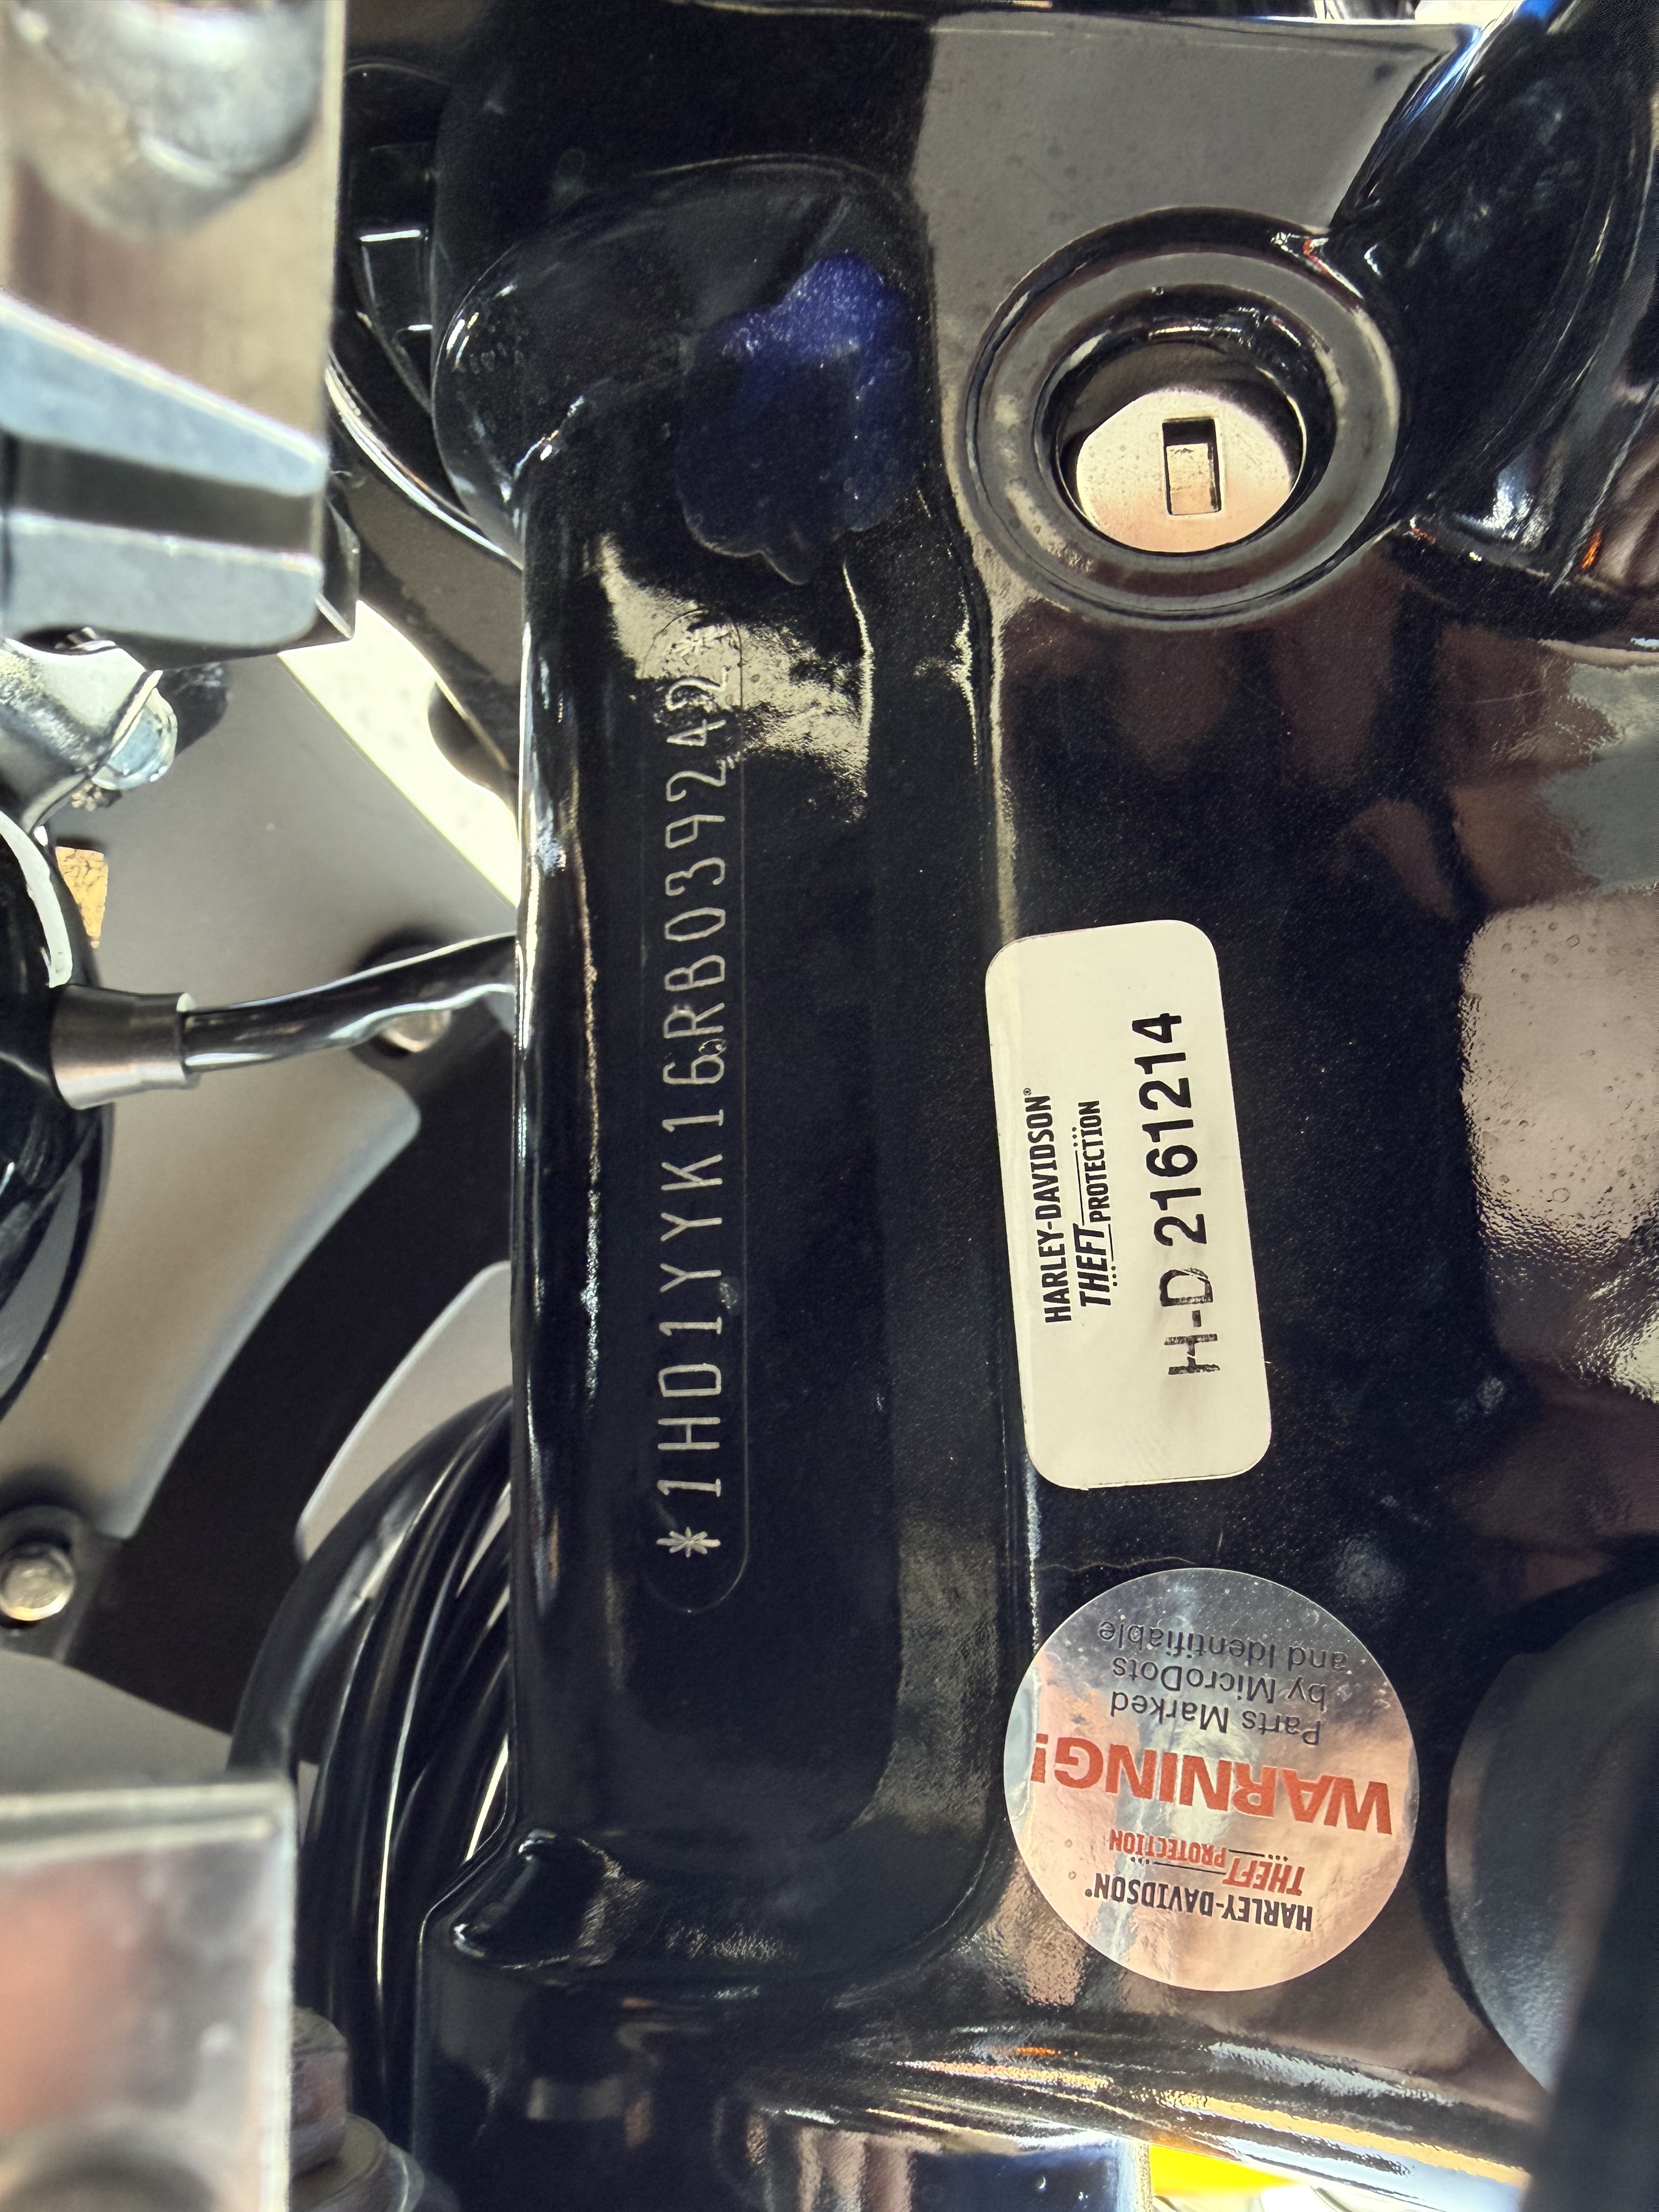 *1HD1YYK16RB039242*
HARLEY-DAVIDSON®
THEFT PROTECTION
H-D 2161214
HARLEY-DAVIDSON®
THEFT PROTECTION
WARNING!
Parts Marked
by MicroDots
and Identifiable